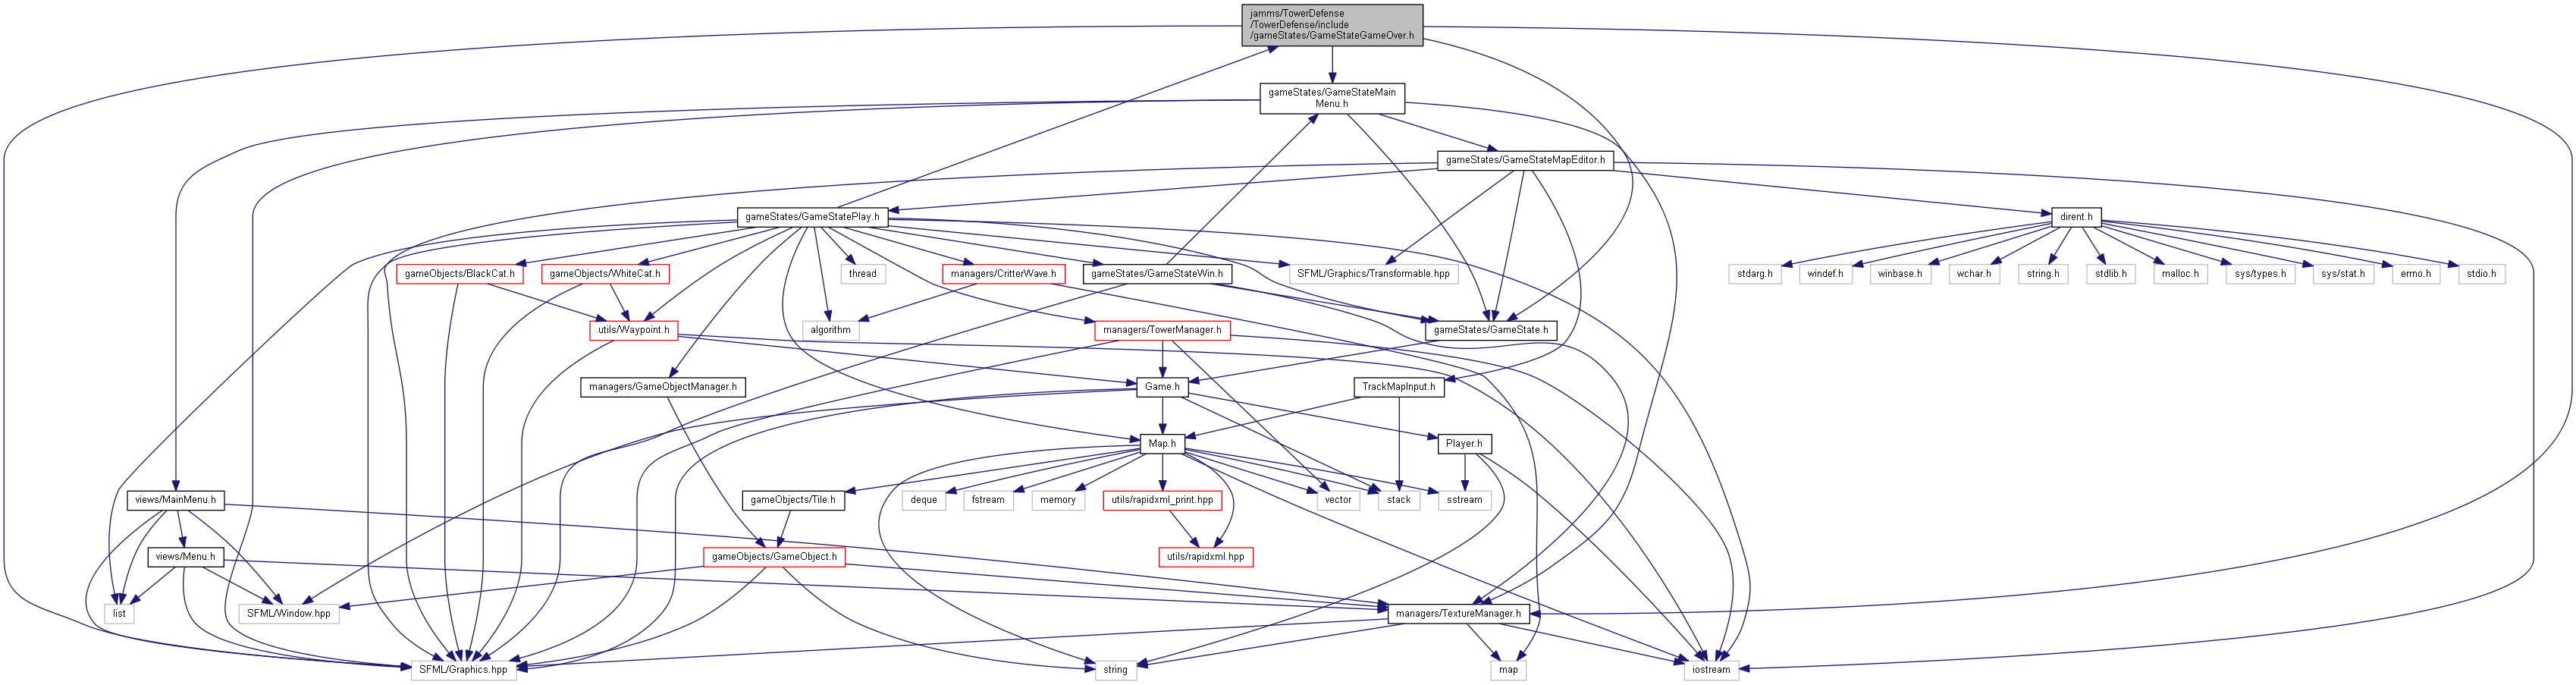 jamms/TowerDefense
/TowerDefense/include
/gameStates/GameStateGameOver.h
gameStates/GameStateMain
Menu.h
gameStates/GameStateMapEditor.h
gameStates/GameStatePlay.h
dirent.h
gameObjects/BlackCat.h
gameObjects/WhiteCat.h
thread
managers/CritterWave.h
gameStates/GameStateWin.h
SFML/Graphics/Transformable.hpp
stdarg.h
windef.h
winbase.h
wchar.h
string.h
stdlib.h
malloc.h
sys/types.h
sys/stat.h
errno.h
stdio.h
utils/Waypoint.h
algorithm
managers/TowerManager.h
gameStates/GameState.h
managers/GameObjectManager.h
Game.h
TrackMapInput.h
Map.h
Player.h
views/MainMenu.h
gameObjects/Tile.h
deque
fstream
memory
utils/rapidxml_print.hpp
vector
stack
sstream
views/Menu.h
gameObjects/GameObject.h
utils/rapidxml.hpp
list
SFML/Window.hpp
managers/TextureManager.h
SFML/Graphics.hpp
string
map
iostream